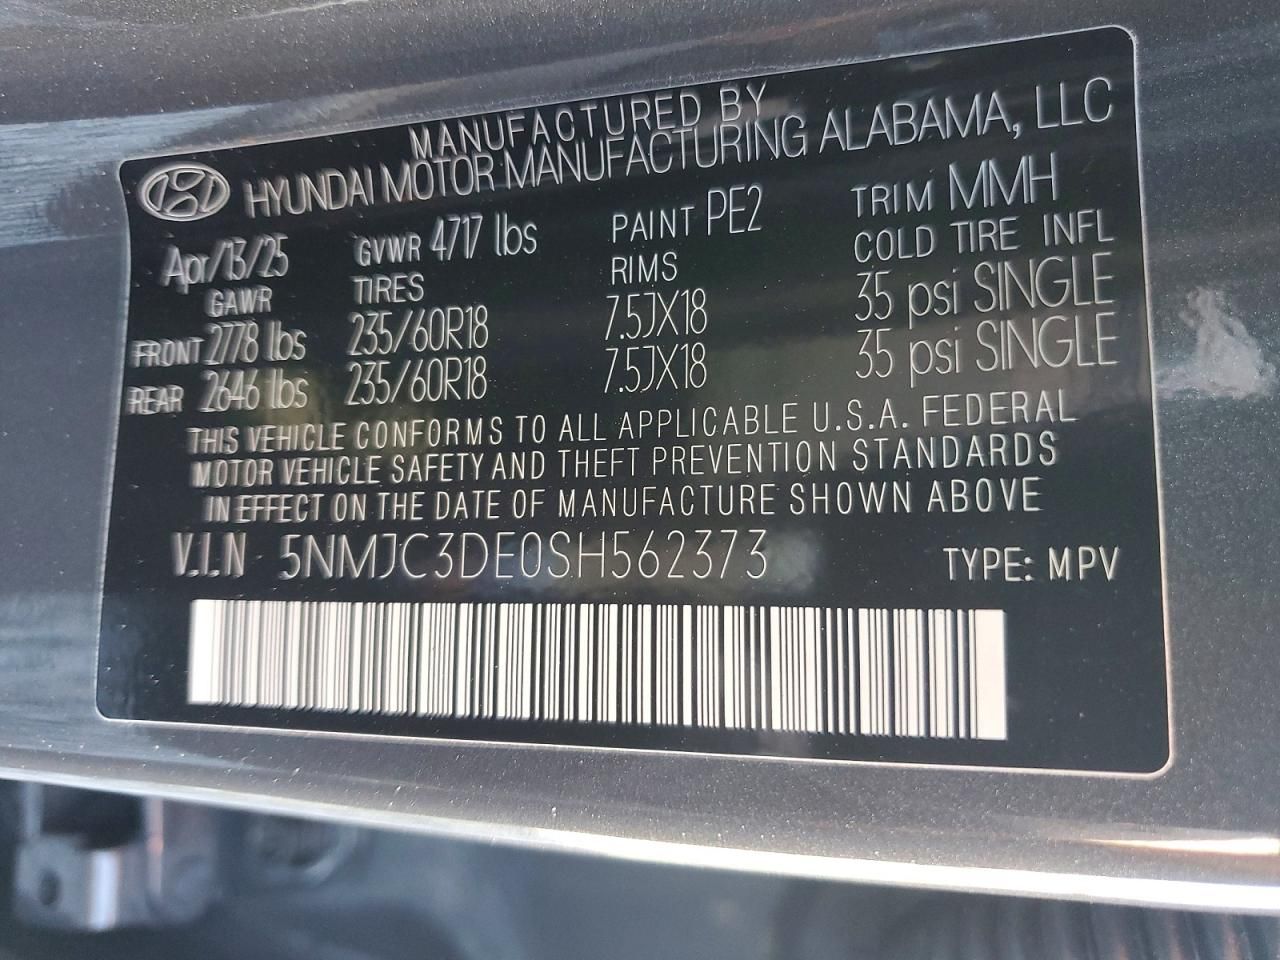 MANUFACTURED BY
HYUNDAI MOTOR MANUFACTURING ALABAMA, LLC
Apr/13/25 GVWR 4717 lbs PAINT PE2 TRIM MMH
GAWR TIRES RIMS COLD TIRE INFL
FRONT 2778 lbs 235/60R18 7.5JX18 35 psi SINGLE
REAR 2646 lbs 235/60R18 7.5JX18 35 psi SINGLE
THIS VEHICLE CONFORMS TO ALL APPLICABLE U.S.A. FEDERAL
MOTOR VEHICLE SAFETY AND THEFT PREVENTION STANDARDS
IN EFFECT ON THE DATE OF MANUFACTURE SHOWN ABOVE
V.I.N 5NMJC3DE0SH562373 TYPE: MPV